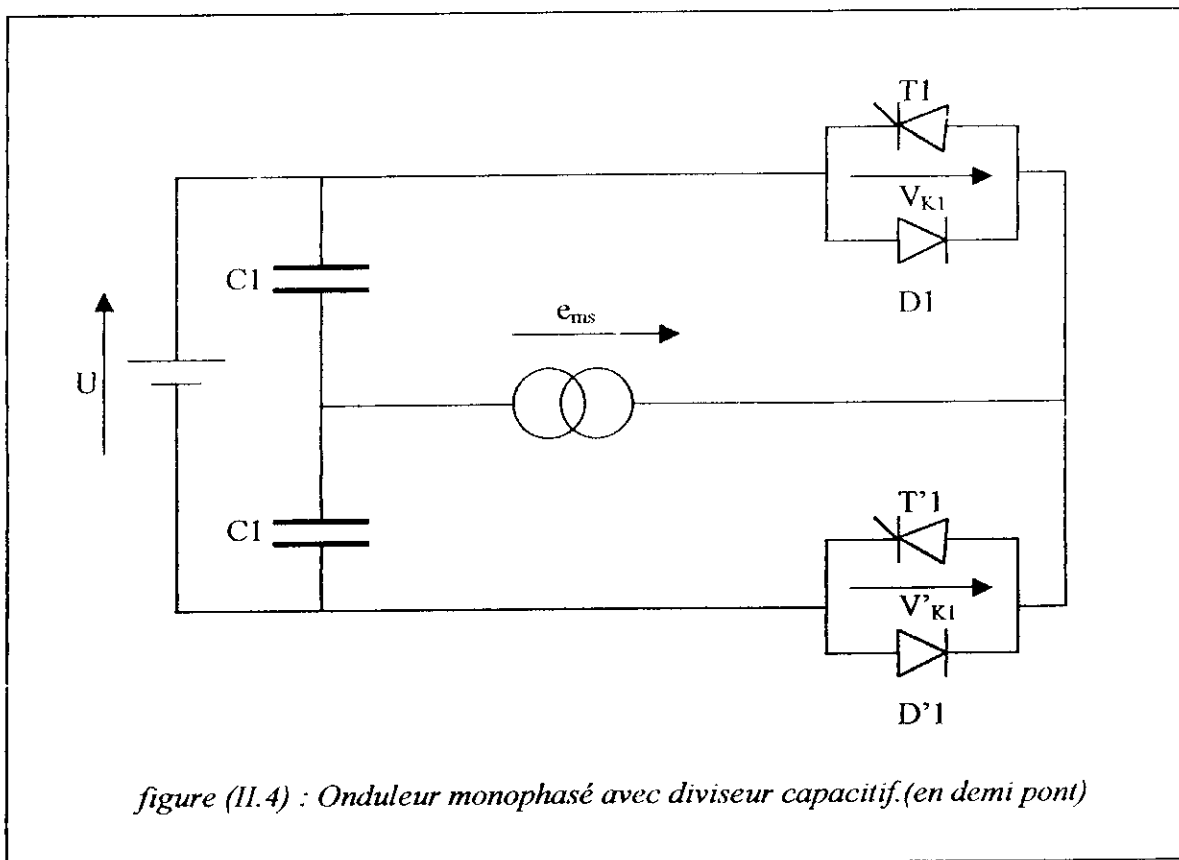 T1
V_K1
C1
D1
e_ms
U
T'1
C1
V'_K1
D'1
figure (II.4) : Onduleur monophasé avec diviseur capacitif.(en demi pont)